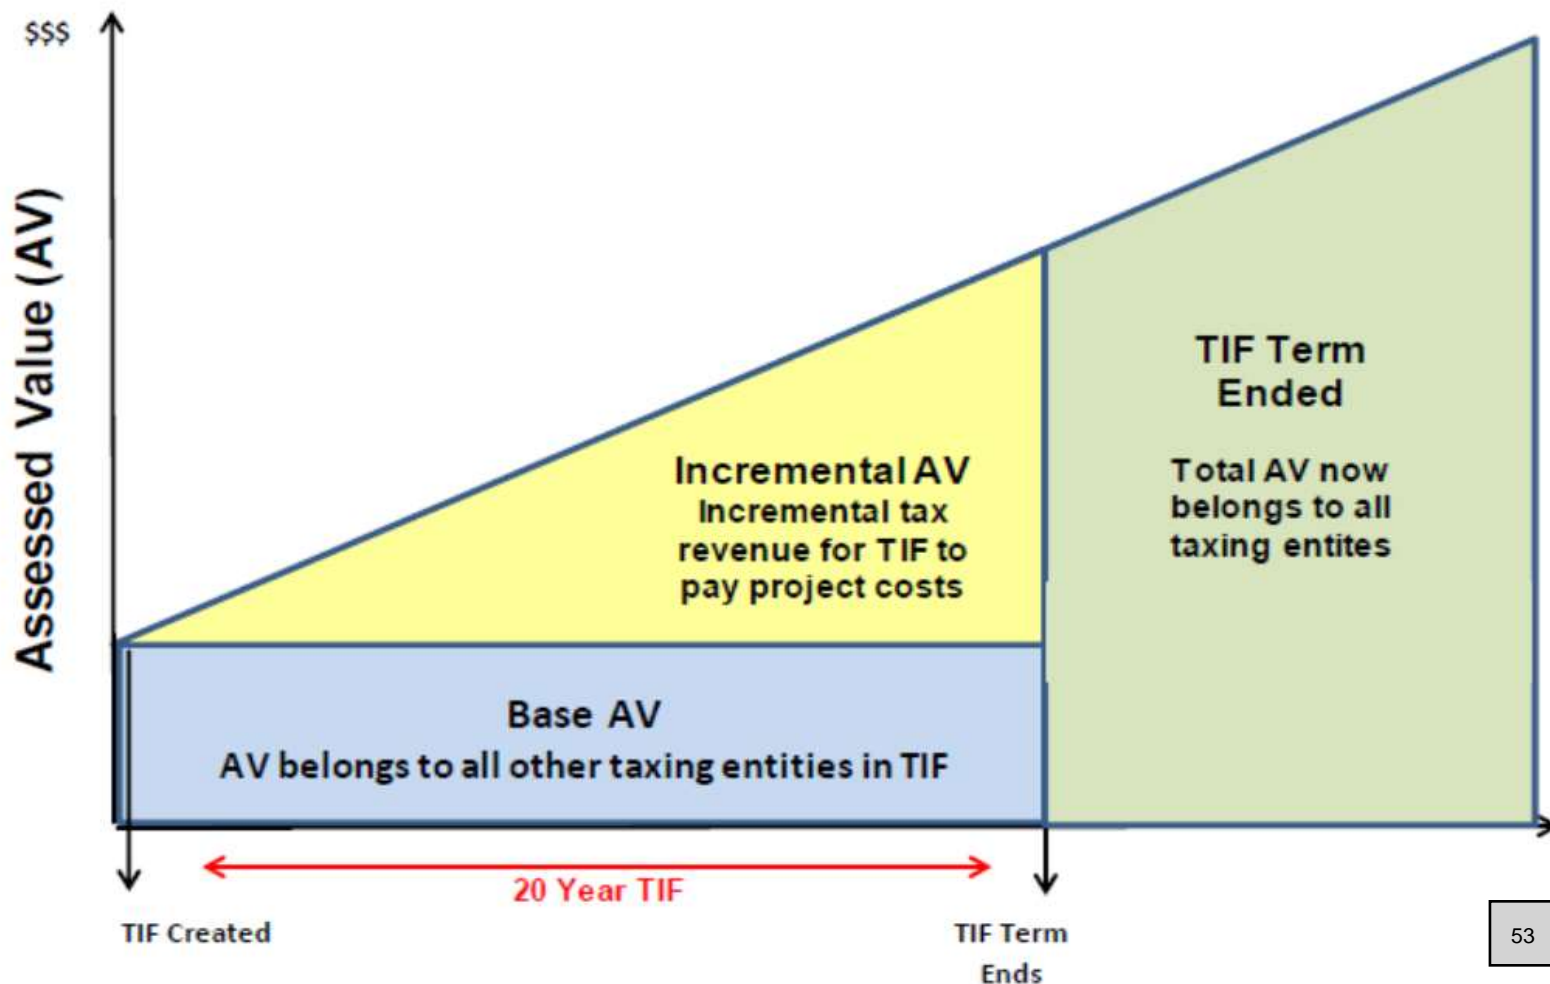 $$$
Assessed Value (AV)
TIF Term
Ended
Total AV now
belongs to all
taxing entites
Incremental AV
Incremental tax
revenue for TIF to
pay project costs
Base AV
AV belongs to all other taxing entities in TIF
20 Year TIF
TIF Created
TIF Term
Ends
53